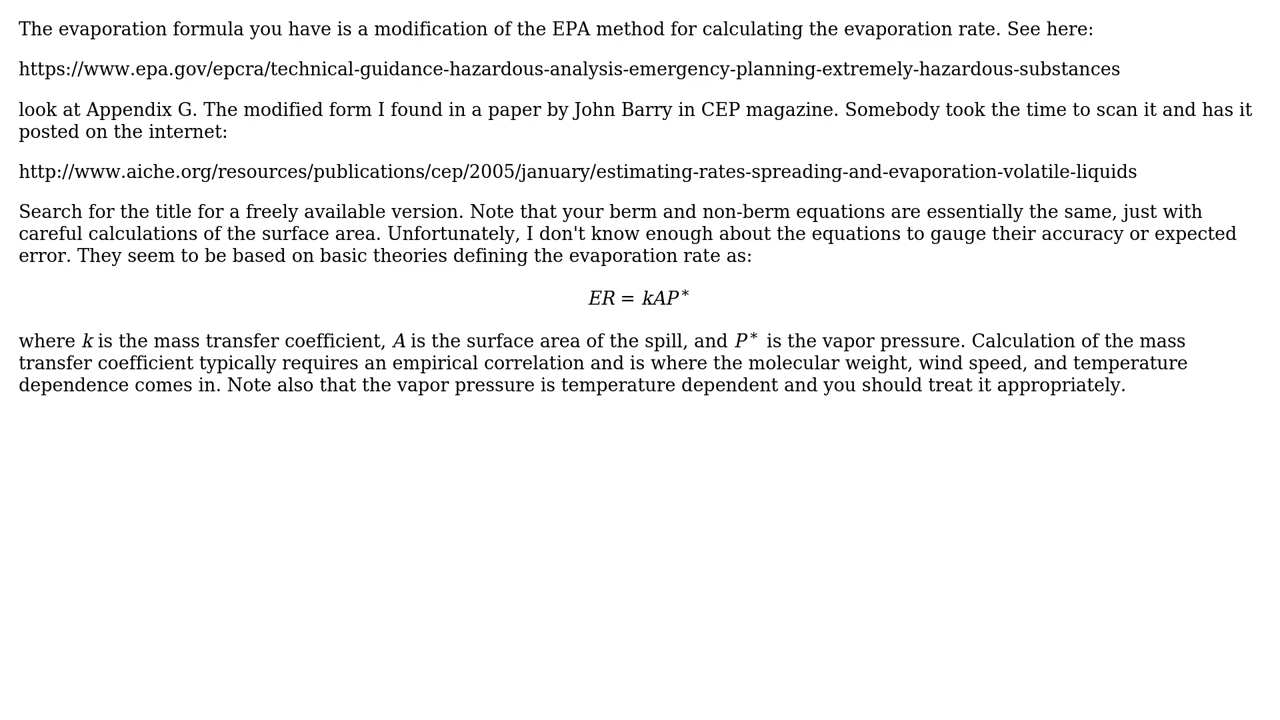 The evaporation formula you have is a modification of the EPA method for calculating the evaporation rate. See here:
https://www.epa.gov/epcra/technical-guidance-hazardous-analysis-emergency-planning-extremely-hazardous-substances
look at Appendix G. The modified form I found in a paper by John Barry in CEP magazine. Somebody took the time to scan it and has it
posted on the internet:
http://www.aiche.org/resources/publications/cep/2005/january/estimating-rates-spreading-and-evaporation-volatile-liquids
Search for the title for a freely available version. Note that your berm and non-berm equations are essentially the same, just with
careful calculations of the surface area. Unfortunately, I don't know enough about the equations to gauge their accuracy or expected
error. They seem to be based on basic theories defining the evaporation rate as:
ER = kAP*
where k is the mass transfer coefficient, A is the surface area of the spill, and P* is the vapor pressure. Calculation of the mass
transfer coefficient typically requires an empirical correlation and is where the molecular weight, wind speed, and temperature
dependence comes in. Note also that the vapor pressure is temperature dependent and you should treat it appropriately.